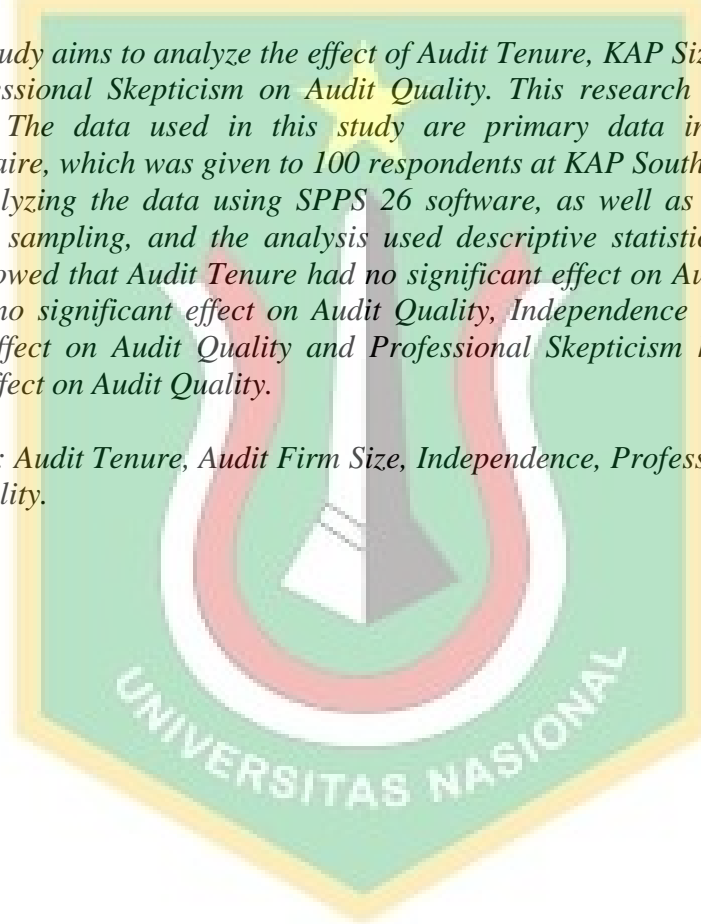 udy aims to analyze the effect of Audit Tenure, KAP Siz
essional Skepticism on Audit Quality. This research
The data used in this study are primary data in
aire, which was given to 100 respondents at KAP South
lyzing the data using SPPS 26 software, as well as
sampling, and the analysis used descriptive statistic
owed that Audit Tenure had no significant effect on Au
no significant effect on Audit Quality, Independence
ffect on Audit Quality and Professional Skepticism
ffect on Audit Quality.
: Audit Tenure, Audit Firm Size, Independence, Profess
lity.
UNIVERSITAS NASIONAL